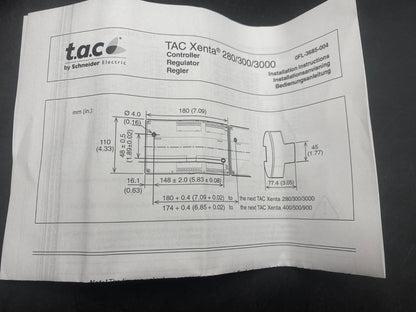 t.a.c
by Schneider Electric
TAC Xenta® 280/300/3000
Controller
Regulator
Regler
0FL-3685-004
Installation Instructions
Installationsanvisning
Bedienungsanleitung
mm (in.)
Ø 4.0
(0.16)
180 (7.09)
110
(4.33)
48 ± 0.5
(1.89 ± 0.02)
45
(1.77)
16.1
(0.63)
148 ± 2.0 (5.83 ± 0.08)
77.4 (3.05)
180 + 0.4 (7.09 + 0.02) to the next TAC Xenta 280/300/3000
174 + 0.4 (6.85 + 0.02) to the next TAC Xenta 400/500/900